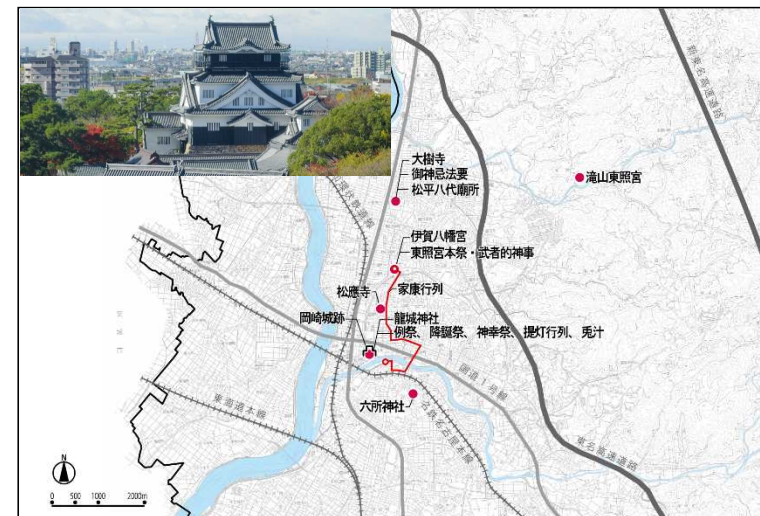 新東名高速道路
大樹寺
御神忌法要
松平八代廟所
滝山東照宮
愛知環状鉄道線
伊賀八幡宮
東照宮本祭・武者的神事
家康行列
松應寺
岡崎城跡
龍城神社
例祭、降誕祭、神幸祭、提灯行列、兎汁
国道1号線
東海道本線
六所神社
名鉄名古屋本線
東名高速道路
N
0 500 1000 2000m